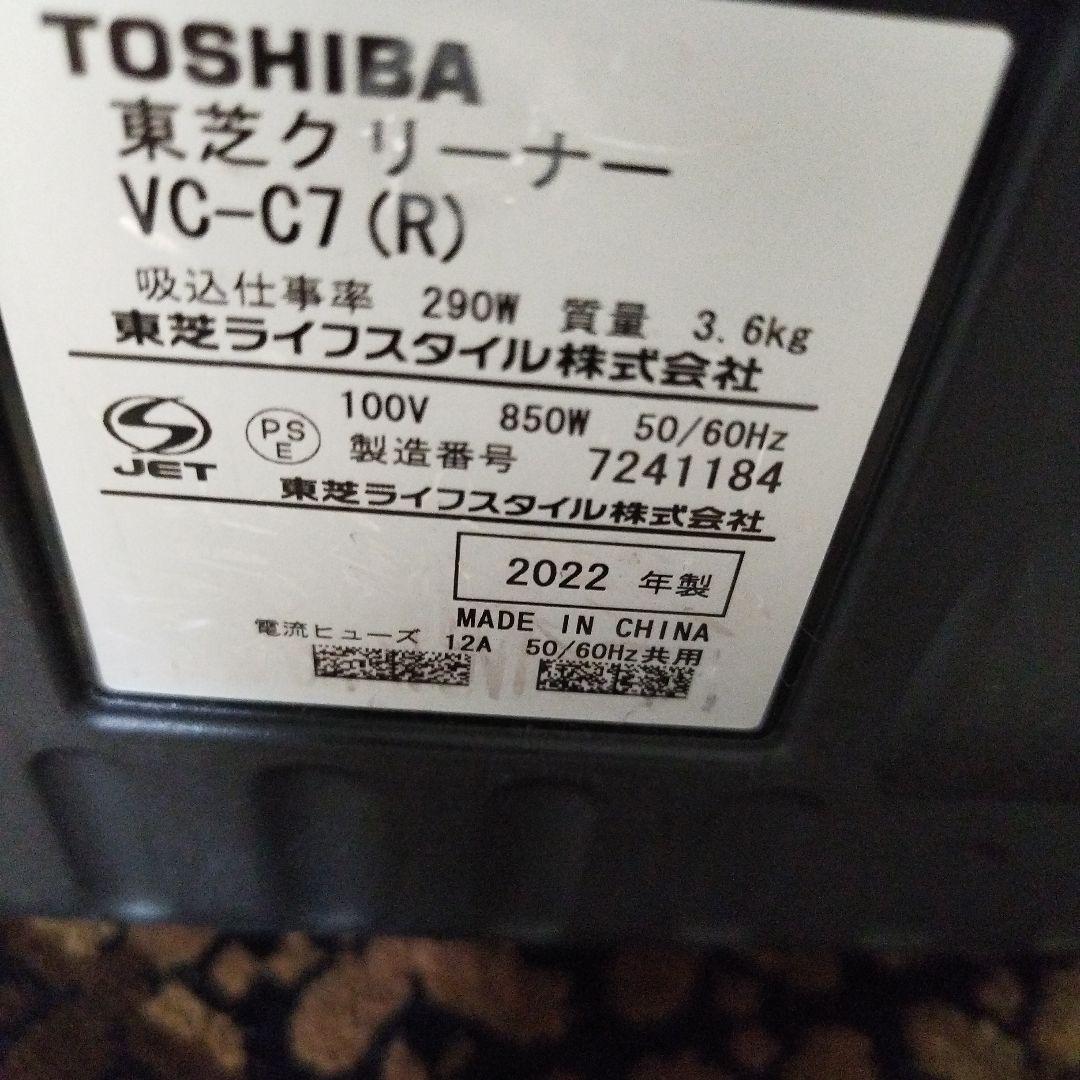 TOSHIBA
東芝クリーナー
VC-C7(R)
吸込仕事率 290W 質量 3.6kg
東芝ライフスタイル株式会社
100V 850W 50/60Hz
JET PSE 製造番号 7241184
東芝ライフスタイル株式会社
2022 年製
MADE IN CHINA
電流ヒューズ 12A 50/60Hz共用